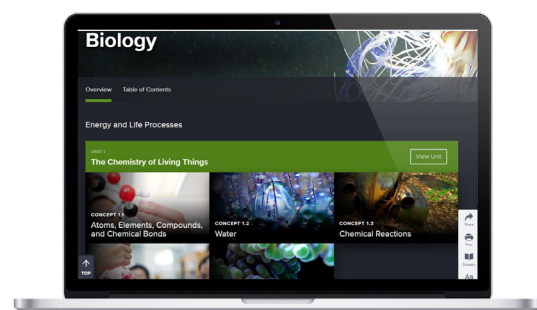 Biology
Overview Table of Contents
Energy and Life Processes
UNIT 1
The Chemistry of Living Things
View Unit
CONCEPT 1.1
Atoms, Elements, Compounds,
and Chemical Bonds
CONCEPT 1.2
Water
CONCEPT 1.3
Chemical Reactions
Share
Print
Glossary
Aa
TOP